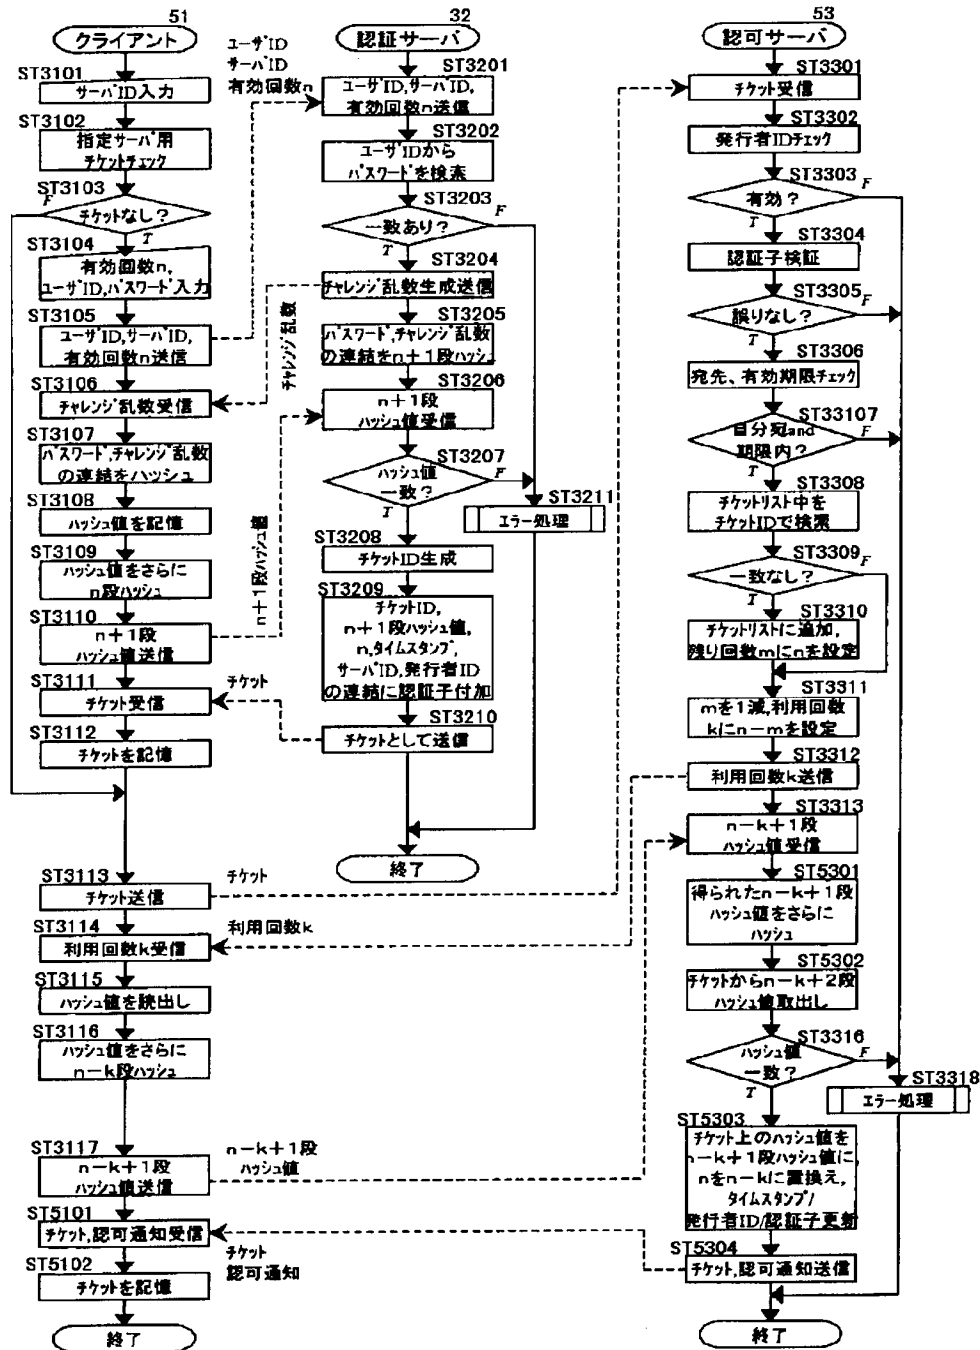 51
クライアント
ST3101
サーバID入力
ST3102
指定サーバ用
チケットチェック
ST3103
F
チケットなし？
T
ST3104
有効回数n,
ユーザID,パスワード入力
ST3105
ユーザID,サーバID,
有効回数n送信
ST3106
チャレンジ乱数受信
ST3107
パスワード,チャレンジ乱数
の連結をハッシュ
ST3108
ハッシュ値を記憶
ST3109
ハッシュ値をさらに
n段ハッシュ
ST3110
n+1段
ハッシュ値送信
ST3111
チケット受信
ST3112
チケットを記憶
ST3113
チケット送信
ST3114
利用回数k受信
ST3115
ハッシュ値を読出し
ST3116
ハッシュ値をさらに
n-k段ハッシュ
ST3117
n-k+1段
ハッシュ値送信
ST5101
チケット,認可通知受信
ST5102
チケットを記憶
終了
ユーザID
サーバID
有効回数n
チャレンジ乱数
n+1段ハッシュ値
チケット
チケット
利用回数k
n-k+1段
ハッシュ値
チケット
認可通知
32
認証サーバ
ST3201
ユーザID,サーバID,
有効回数n送信
ST3202
ユーザIDから
パスワードを検索
ST3203
一致あり？
F
T
ST3204
チャレンジ乱数生成送信
ST3205
パスワード,チャレンジ乱数
の連結をn+1段ハッシュ
ST3206
n+1段
ハッシュ値受信
ST3207
ハッシュ値
一致？
F
T
ST3211
エラー処理
ST3208
チケットID生成
ST3209
チケットID,
n+1段ハッシュ値,
n,タイムスタンプ,
サーバID,発行者ID
の連結に認証子付加
ST3210
チケットとして送信
終了
53
認可サーバ
ST3301
チケット受信
ST3302
発行者IDチェック
ST3303
有効？
F
T
ST3304
認証子検証
ST3305
誤りなし？
F
T
ST3306
宛先、有効期限チェック
ST33107
自分宛and
期限内？
F
T
ST3308
チケットリスト中を
チケットIDで検索
ST3309
一致なし？
F
T
ST3310
チケットリストに追加,
残り回数mにnを設定
ST3311
mを1減,利用回数
kにn-mを設定
ST3312
利用回数k送信
ST3313
n-k+1段
ハッシュ値受信
ST5301
得られたn-k+1段
ハッシュ値をさらに
ハッシュ
ST5302
チケットからn-k+2段
ハッシュ値取出し
ST3316
ハッシュ値
一致？
F
T
ST3318
エラー処理
ST5303
チケット上のハッシュ値を
n-k+1段ハッシュ値に,
nをn-kに置換え,
タイムスタンプ/
発行者ID/認証子更新
ST5304
チケット,認可通知送信
終了